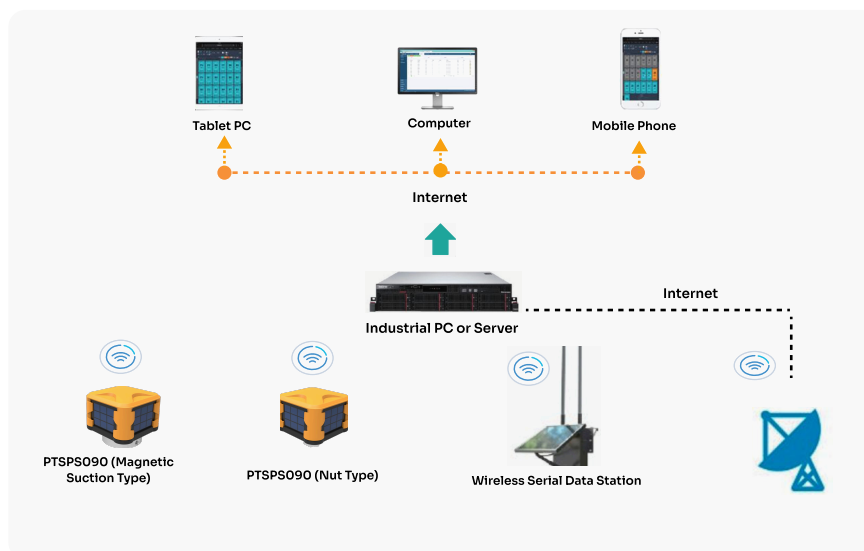 Tablet PC
Computer
Mobile Phone
Internet
Internet
Industrial PC or Server
PTSPS090 (Magnetic
Suction Type)
PTSPS090 (Nut Type)
Wireless Serial Data Station